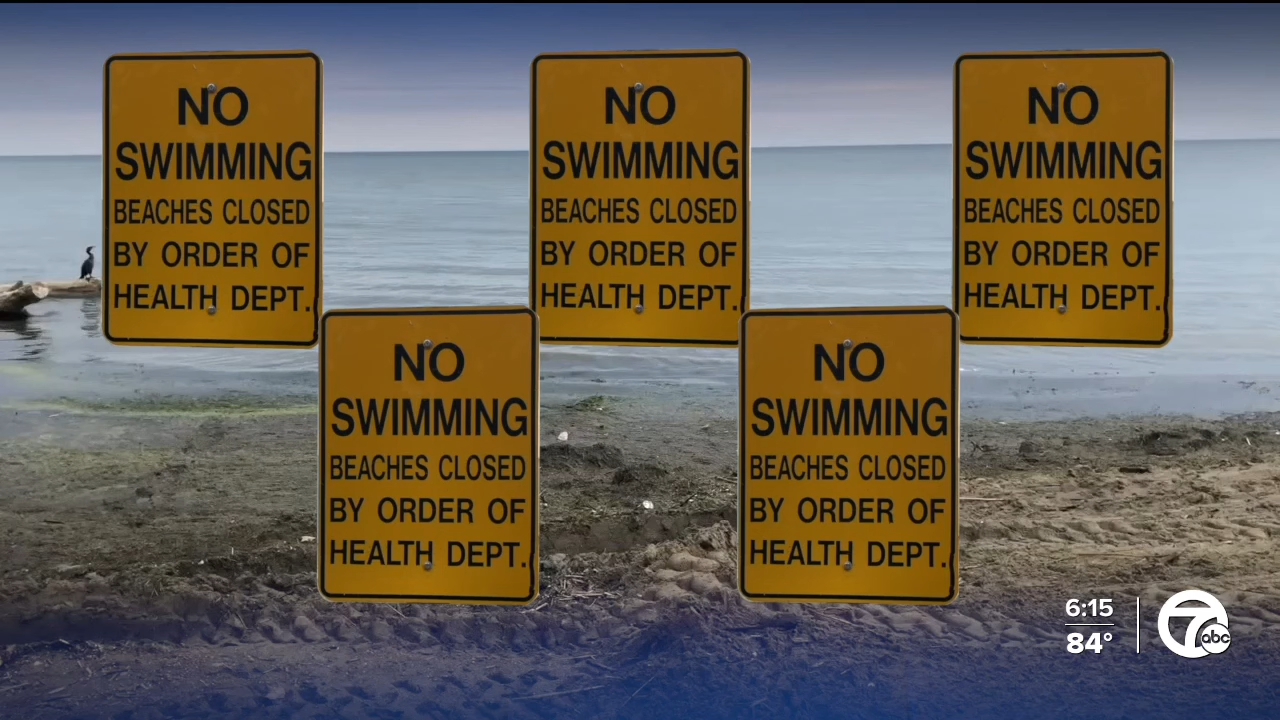 NO
SWIMMING
BEACHES CLOSED
BY ORDER OF
HEALTH DEPT.
NO
SWIMMING
BEACHES CLOSED
BY ORDER OF
HEALTH DEPT.
NO
SWIMMING
BEACHES CLOSED
BY ORDER OF
HEALTH DEPT.
NO
SWIMMING
BEACHES CLOSED
BY ORDER OF
HEALTH DEPT.
NO
SWIMMING
BEACHES CLOSED
BY ORDER OF
HEALTH DEPT.
6:15
84°
7 abc